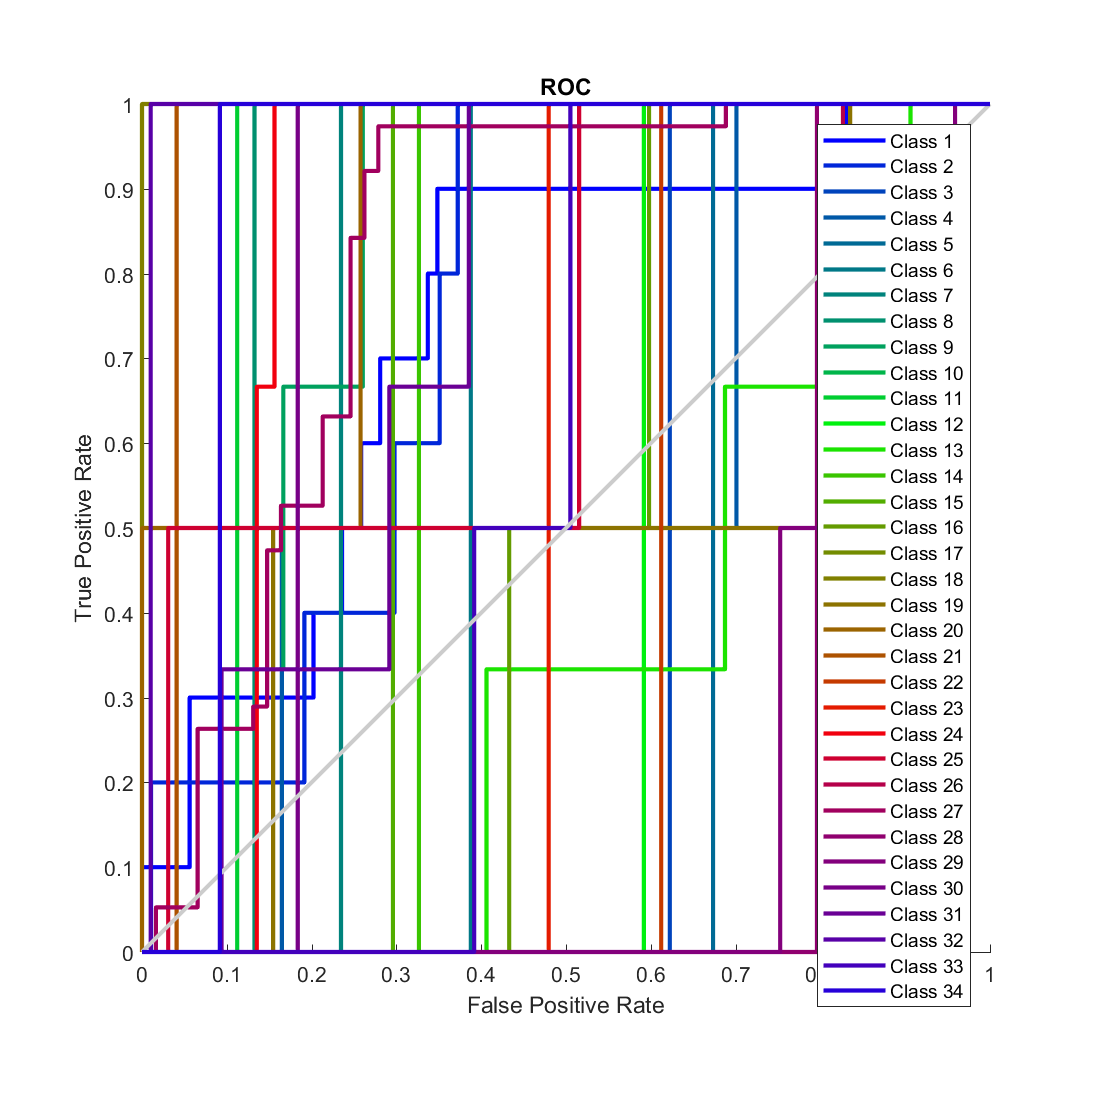 ROC
1
0.9
0.8
0.7
0.6
0.5
0.4
0.3
0.2
0.1
0
True Positive Rate
0 0.1 0.2 0.3 0.4 0.5 0.6 0.7 1
False Positive Rate
Class 1
Class 2
Class 3
Class 4
Class 5
Class 6
Class 7
Class 8
Class 9
Class 10
Class 11
Class 12
Class 13
Class 14
Class 15
Class 16
Class 17
Class 18
Class 19
Class 20
Class 21
Class 22
Class 23
Class 24
Class 25
Class 26
Class 27
Class 28
Class 29
Class 30
Class 31
Class 32
Class 33
Class 34